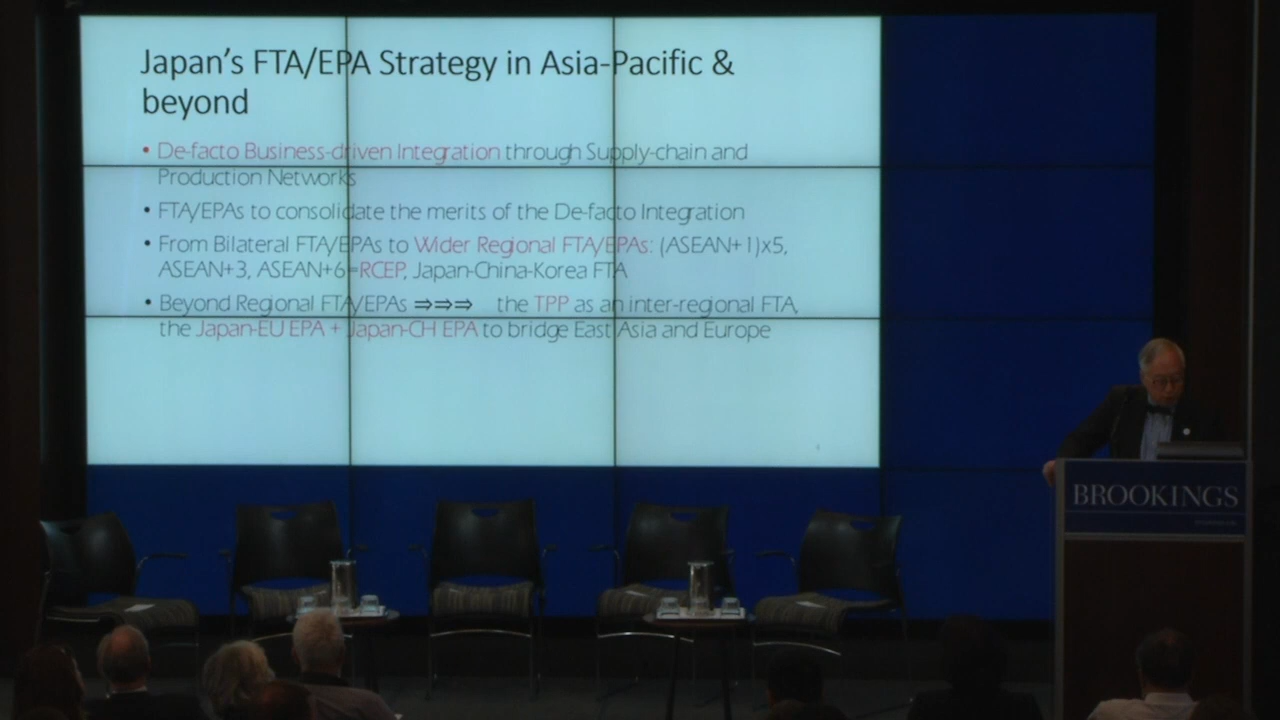 Japan's FTA/EPA Strategy in Asia-Pacific &
beyond
• De-facto Business-driven Integration through Supply-chain and
Production Networks
• FTA/EPAs to consolidate the merits of the De-facto Integration
• From Bilateral FTA/EPAs to Wider Regional FTA/EPAs: (ASEAN+1)x5,
ASEAN+3, ASEAN+6=RCEP, Japan-China-Korea FTA
• Beyond Regional FTA/EPAs ⇒⇒⇒ the TPP as an inter-regional FTA,
the Japan-EU EPA + Japan-CH EPA to bridge East Asia and Europe
BROOKINGS